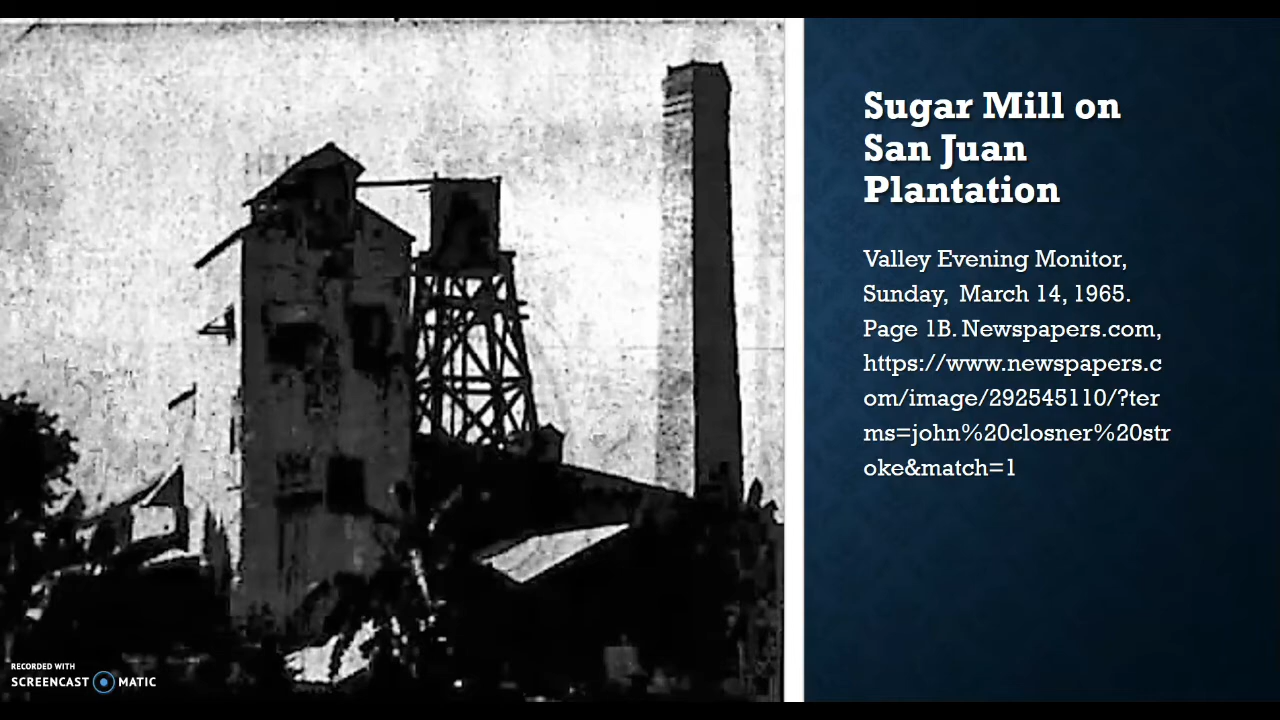 Sugar Mill on
San Juan
Plantation
Valley Evening Monitor,
Sunday,  March 14, 1965.
Page 1B. Newspapers.com,
https://www.newspapers.c
om/image/292545110/?ter
ms=john%20closner%20str
oke&match=1
RECORDED WITH
SCREENCAST MATIC